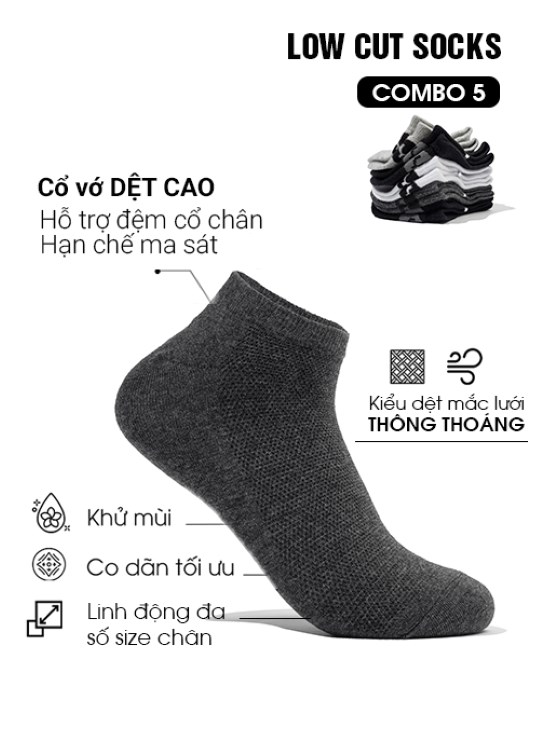 LOW CUT SOCKS
COMBO 5
Cổ vớ DỆT CAO
Hỗ trợ đệm cổ chân
Hạn chế ma sát
Kiểu dệt mắc lưới
THÔNG THOÁNG
Khử mùi
Co dãn tối ưu
Linh động đa
số size chân